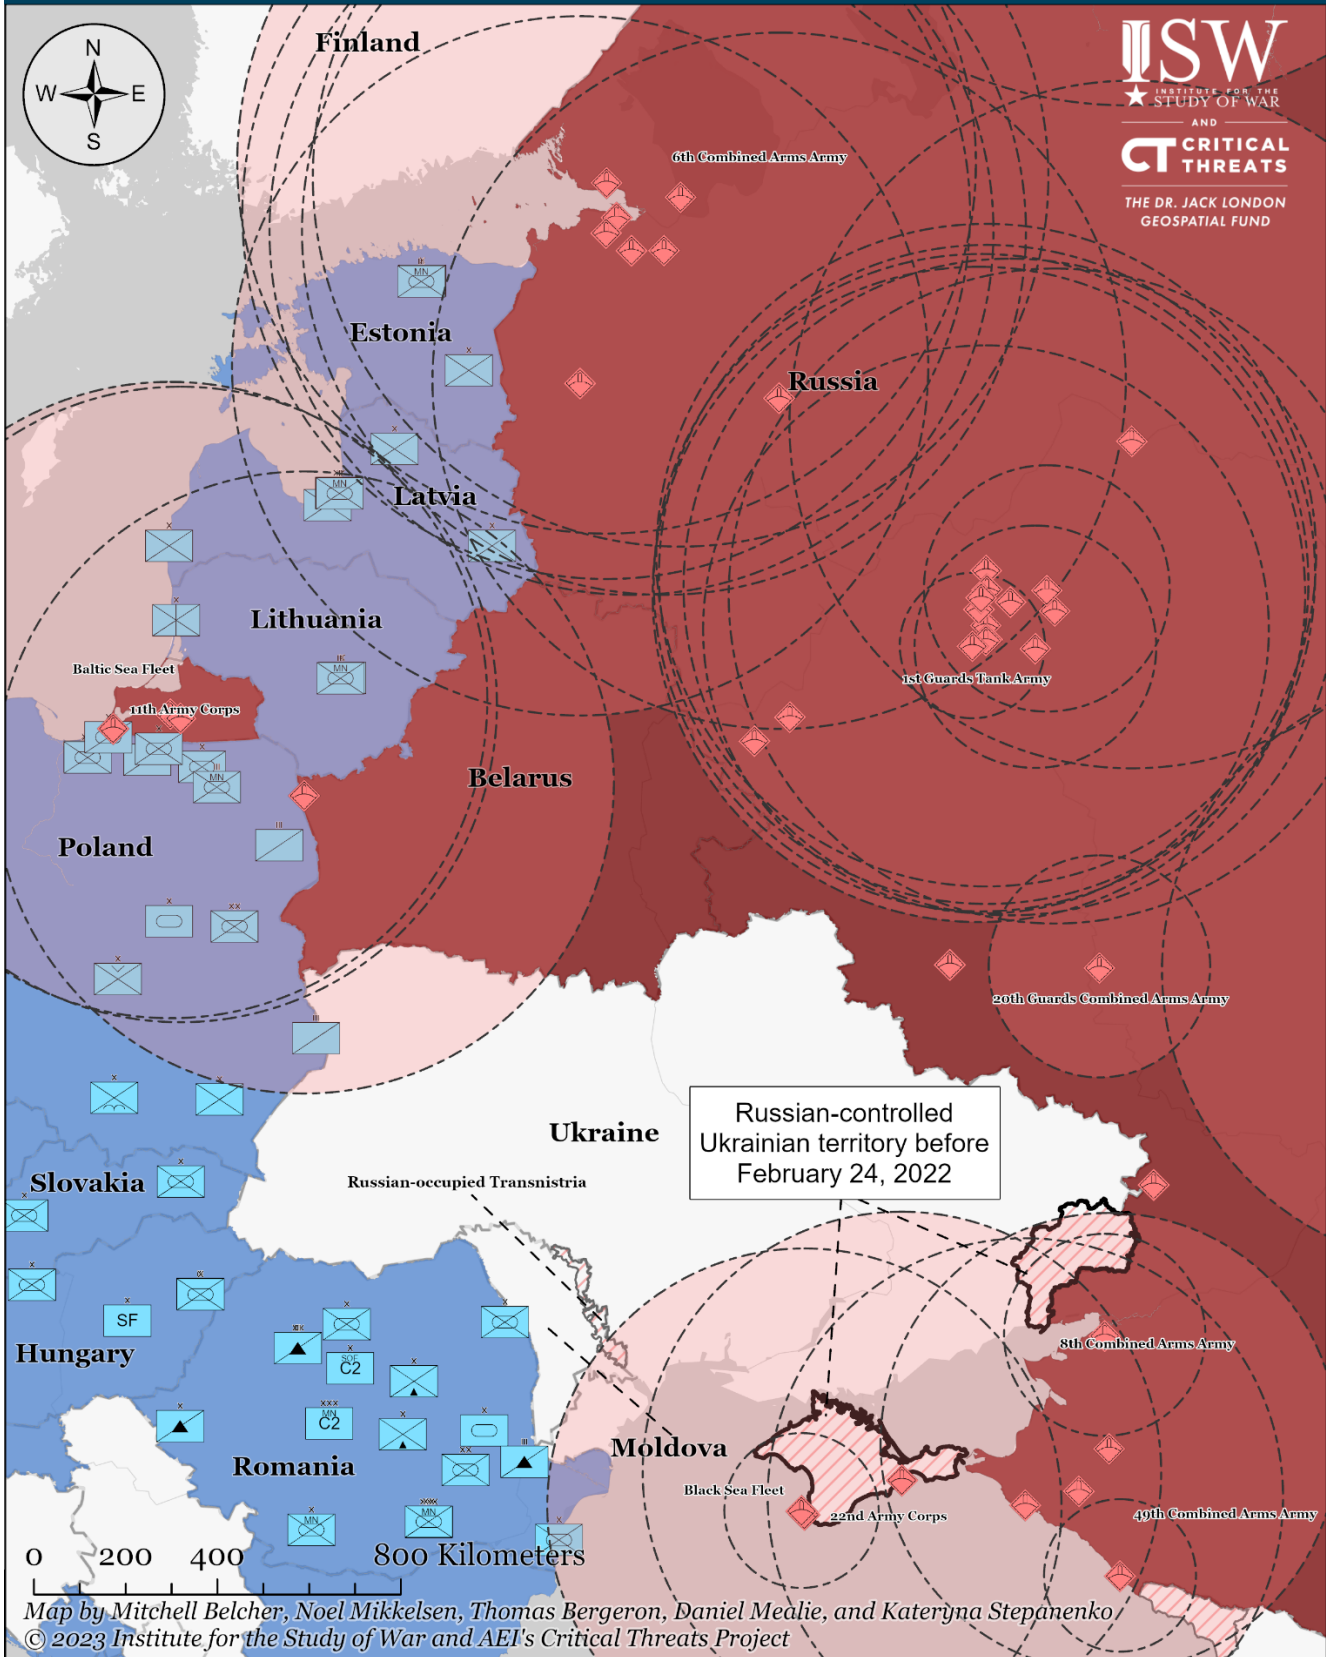 N
W E
S
Finland
ISW
INSTITUTE FOR THE
STUDY OF WAR
AND
CT CRITICAL
THREATS
THE DR. JACK LONDON
GEOSPATIAL FUND
6th Combined Arms Army
MN
Estonia
Russia
MN
Latvia
Lithuania
MN
Baltic Sea Fleet
11th Army Corps
1st Guards Tank Army
MN
Belarus
Poland
20th Guards Combined Arms Army
Russian-controlled
Ukrainian territory before
February 24, 2022
Ukraine
Slovakia
Russian-occupied Transnistria
SF
Hungary
SOF
C2
8th Combined Arms Army
MN
C2
Moldova
Romania
Black Sea Fleet
22nd Army Corps
49th Combined Arms Army
MN
MN
0 200 400 800 Kilometers
Map by Mitchell Belcher, Noel Mikkelsen, Thomas Bergeron, Daniel Mealie, and Kateryna Stepanenko
© 2023 Institute for the Study of War and AEI's Critical Threats Project